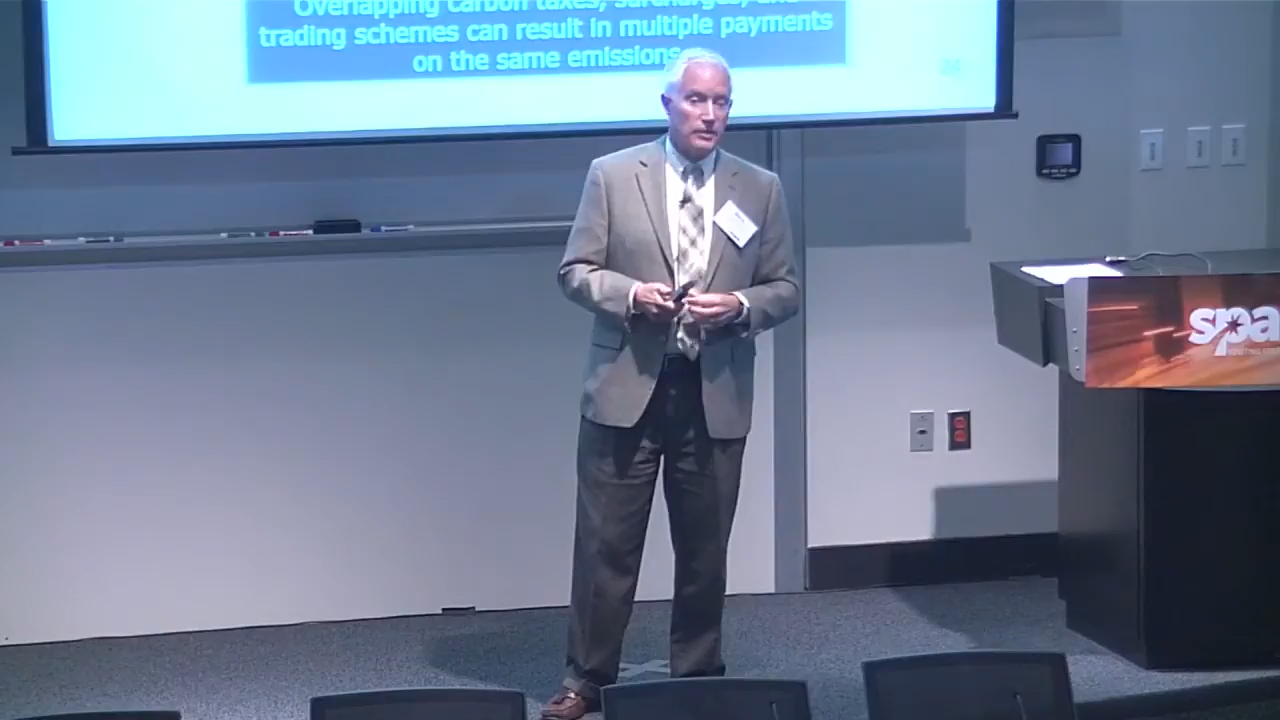 Overlapping carbon taxes, surcharges, and
trading schemes can result in multiple payments
on the same emissions
spa